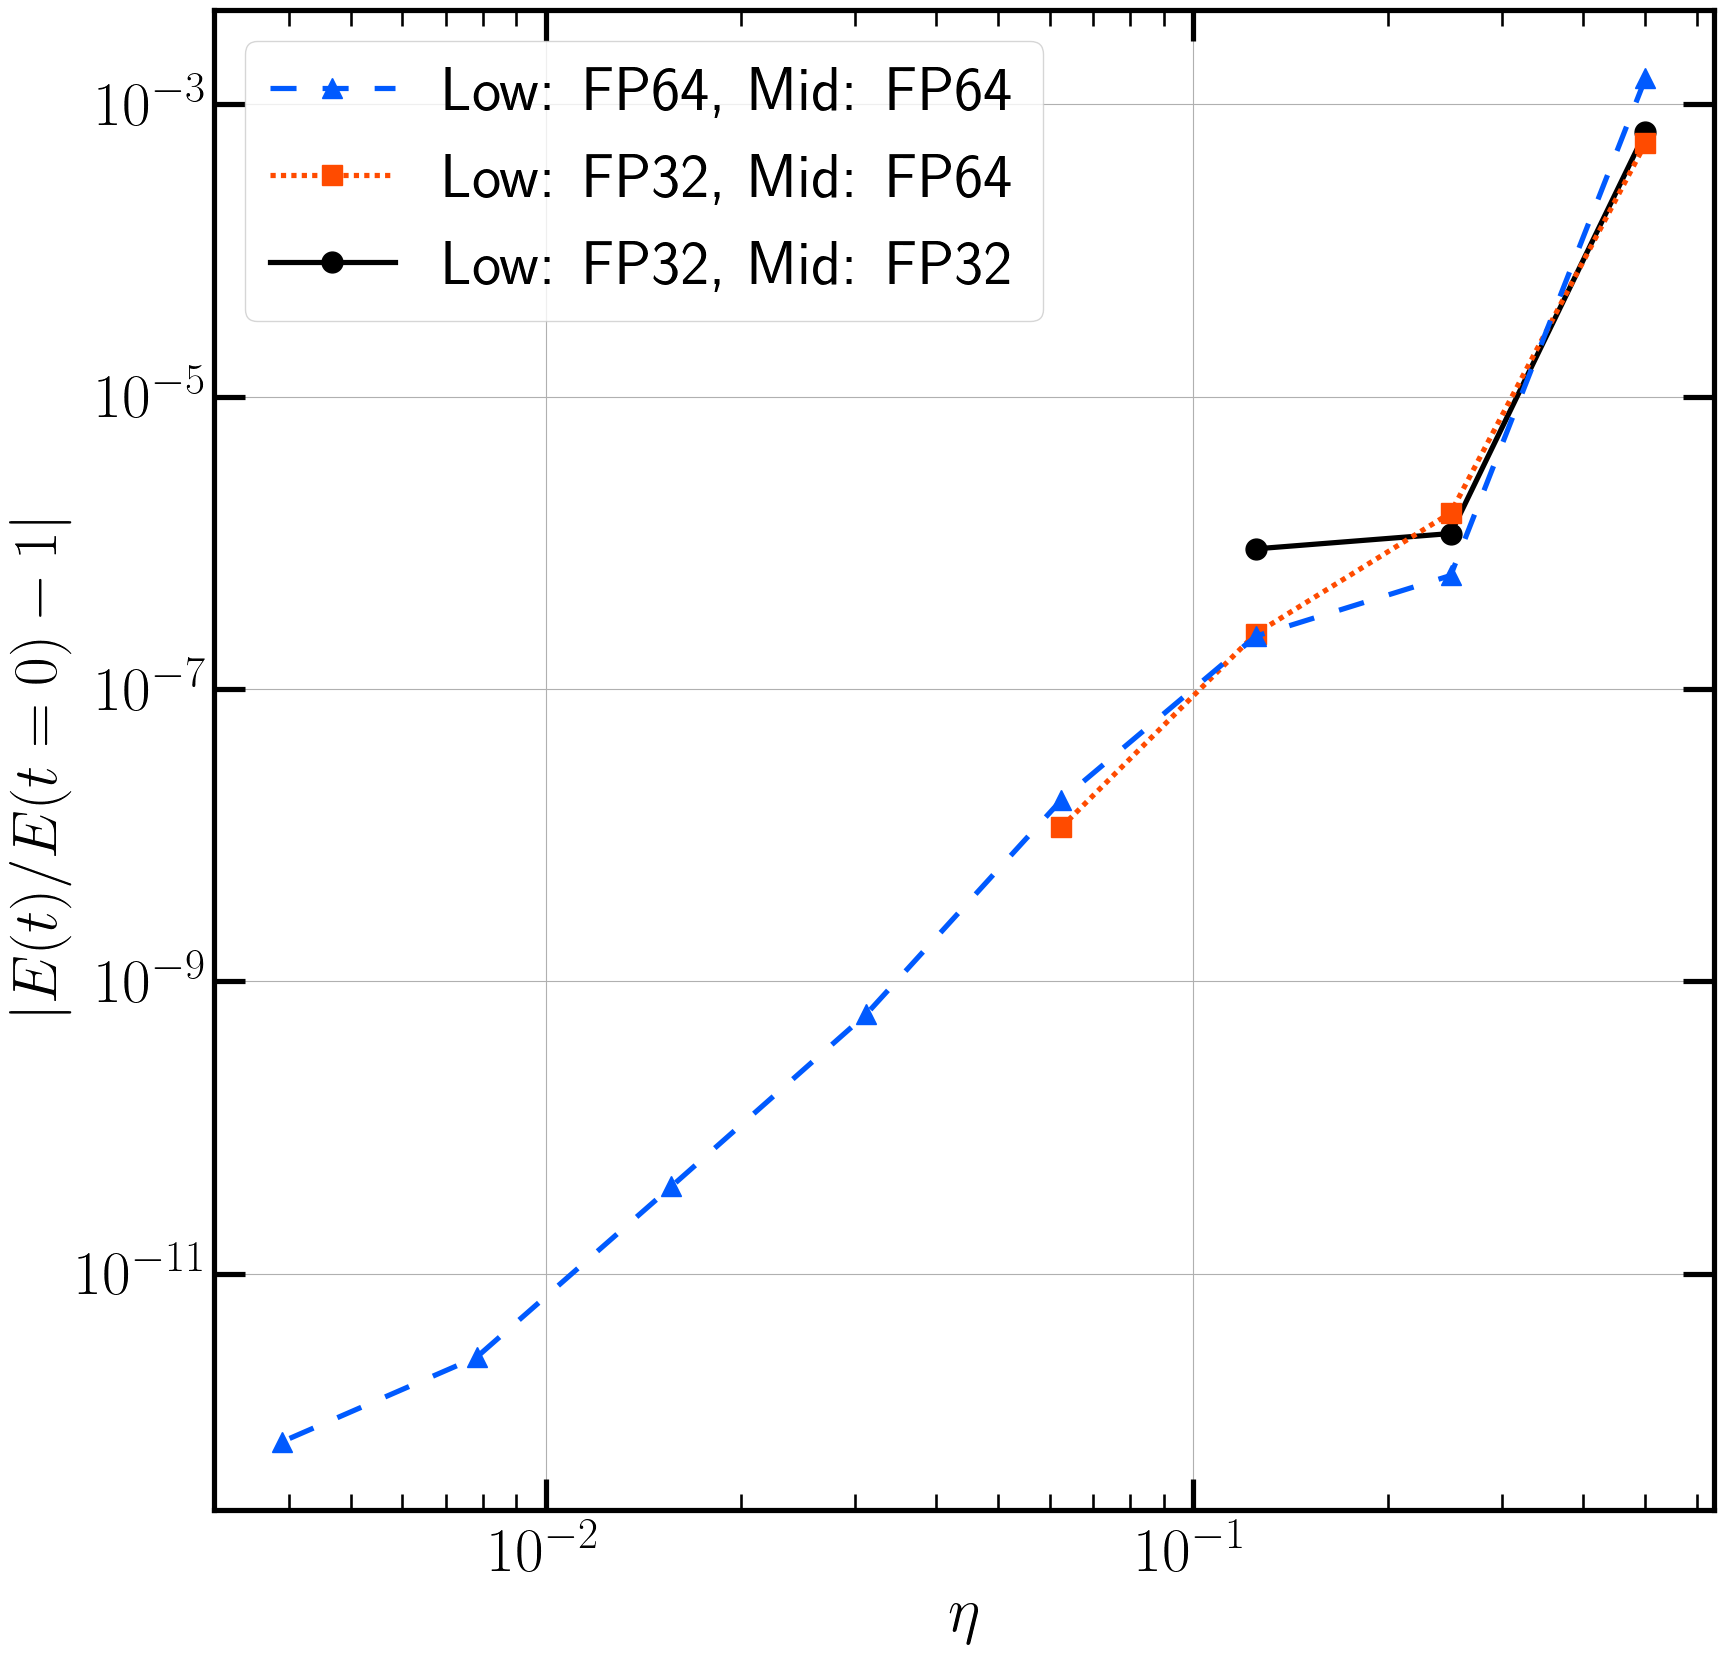 Low: FP64, Mid: FP64
Low: FP32, Mid: FP64
Low: FP32, Mid: FP32
10⁻³
10⁻⁵
10⁻⁷
10⁻⁹
10⁻¹¹
|E(t)/E(t = 0) − 1|
10⁻²
10⁻¹
η